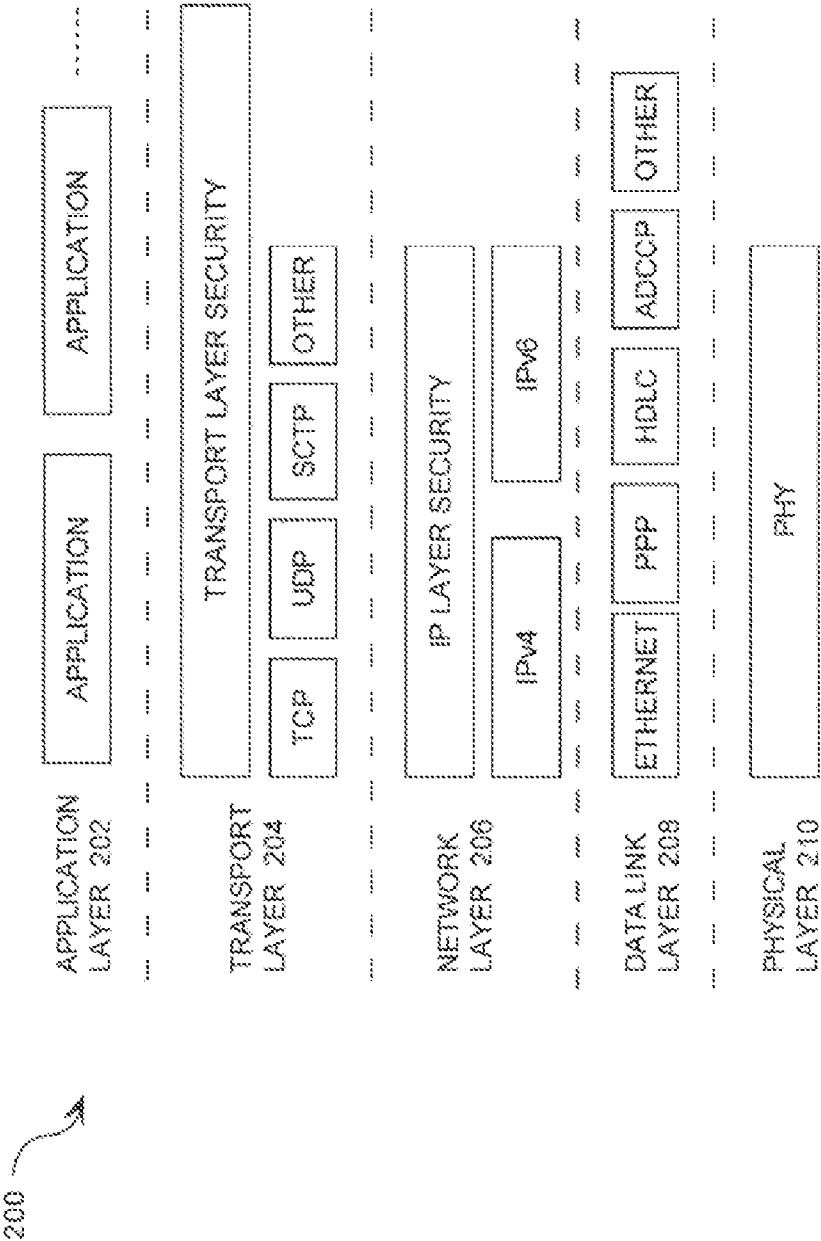 200
APPLICATION
LAYER 202
APPLICATION
APPLICATION
TRANSPORT
LAYER 204
TRANSPORT LAYER SECURITY
TCP
UDP
SCTP
OTHER
NETWORK
LAYER 206
IP LAYER SECURITY
IPv4
IPv6
DATA LINK
LAYER 208
ETHERNET
PPP
HDLC
ADCCP
OTHER
PHYSICAL
LAYER 210
PHY